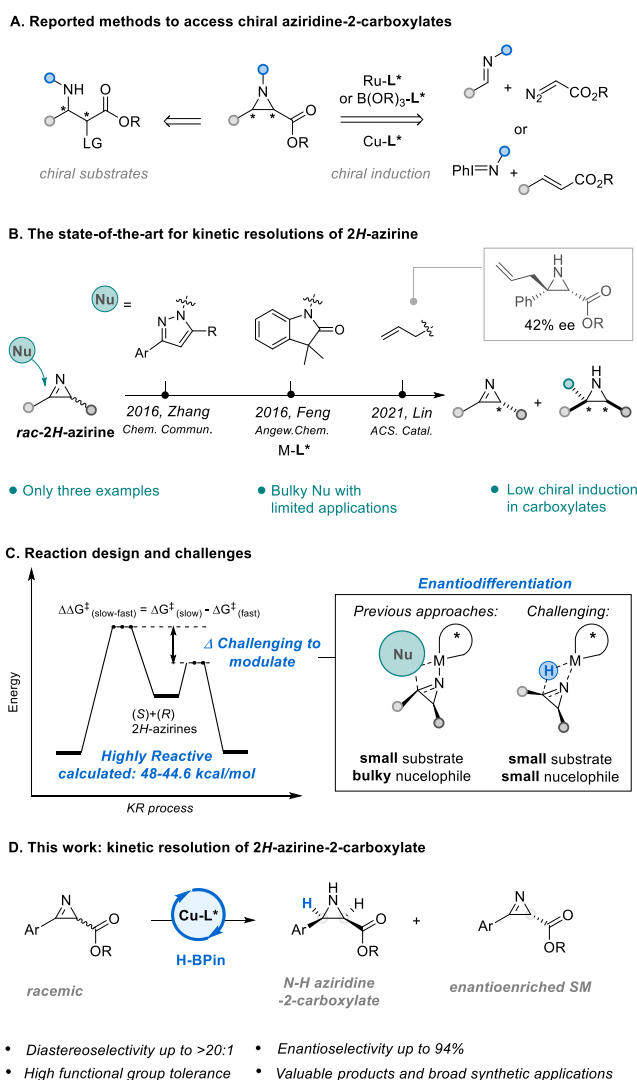 A. Reported methods to access chiral aziridine-2-carboxylates
NH
O
OR
LG
* *
chiral substrates
N
O
OR
* *
Ru-L*
or B(OR)3-L*
Cu-L*
chiral induction
N
+
N2
CO2R
or
PhI=N
+
CO2R
B. The state-of-the-art for kinetic resolutions of 2H-azirine
Nu =
N
N
R
Ar
N
O
H
N
Ph
O
OR
42% ee
Nu
N
rac-2H-azirine
2016, Zhang
Chem. Commun.
2016, Feng
Angew.Chem.
M-L*
2021, Lin
ACS. Catal.
N
*
+
H
N
* *
Only three examples
Bulky Nu with
limited applications
Low chiral induction
in carboxylates
C. Reaction design and challenges
ΔΔG‡(slow-fast) = ΔG‡(slow) - ΔG‡(fast)
Δ Challenging to
modulate
Energy
(S)+(R)
2H-azirines
Highly Reactive
calculated: 48-44.6 kcal/mol
KR process
Enantiodifferentiation
Previous approaches:
Challenging:
*
Nu
M
N
*
H
M
N
small substrate
bulky nucelophile
small substrate
small nucelophile
D. This work: kinetic resolution of 2H-azirine-2-carboxylate
N
Ar
O
OR
racemic
Cu-L*
H-BPin
H
N
H
H
Ar
O
OR
N-H aziridine
-2-carboxylate
+
N
Ar
O
OR
enantioenriched SM
• Diastereoselectivity up to >20:1
• Enantioselectivity up to 94%
• High functional group tolerance
• Valuable products and broad synthetic applications